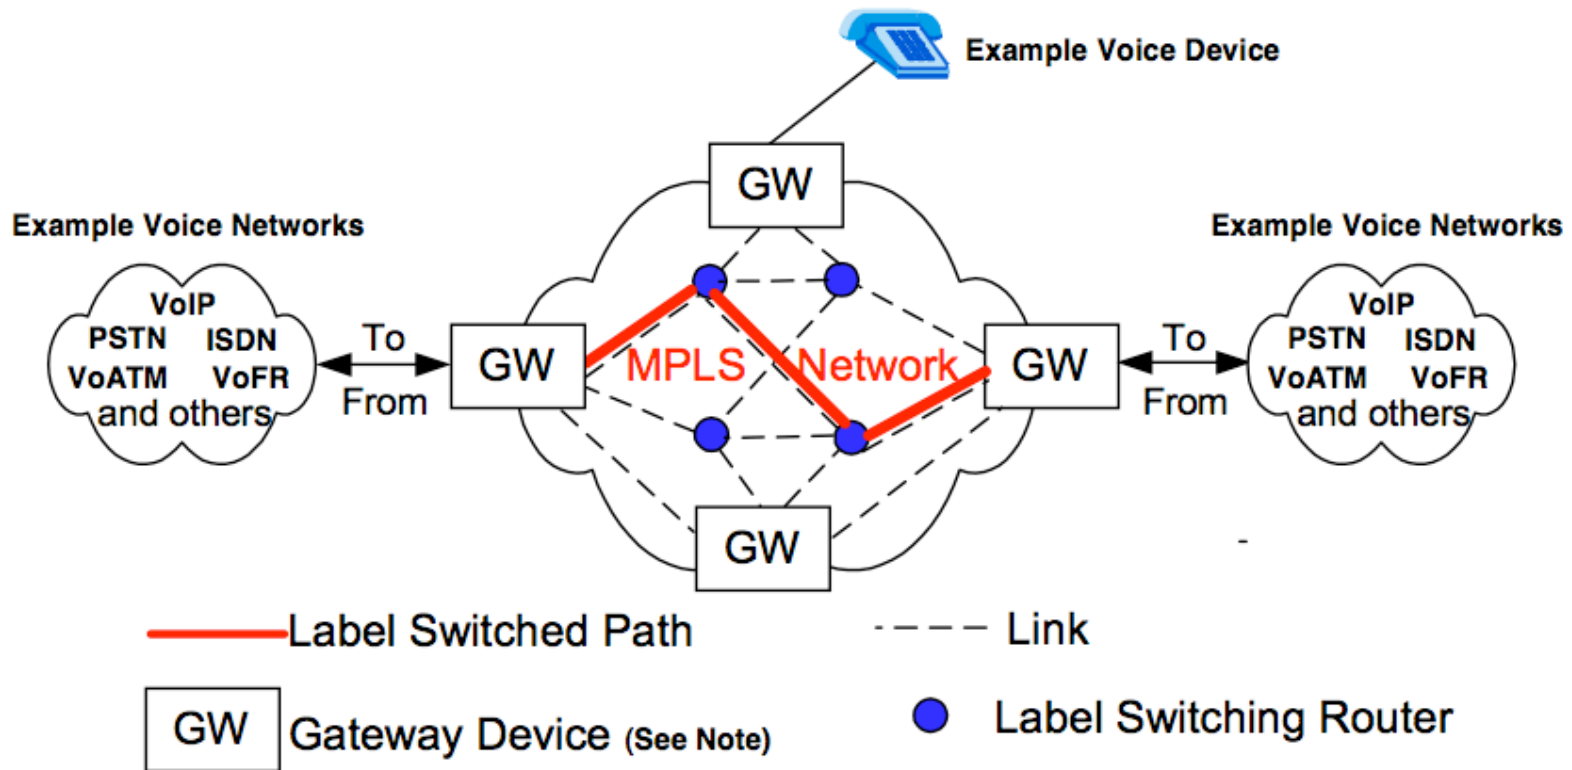 Example Voice Device
GW
Example Voice Networks
Example Voice Networks
VoIP
PSTN ISDN
VoATM VoFR
and others
To
From
GW
MPLS Network
GW
To
From
VoIP
PSTN ISDN
VoATM VoFR
and others
GW
-
Label Switched Path
Link
GW Gateway Device (See Note)
Label Switching Router